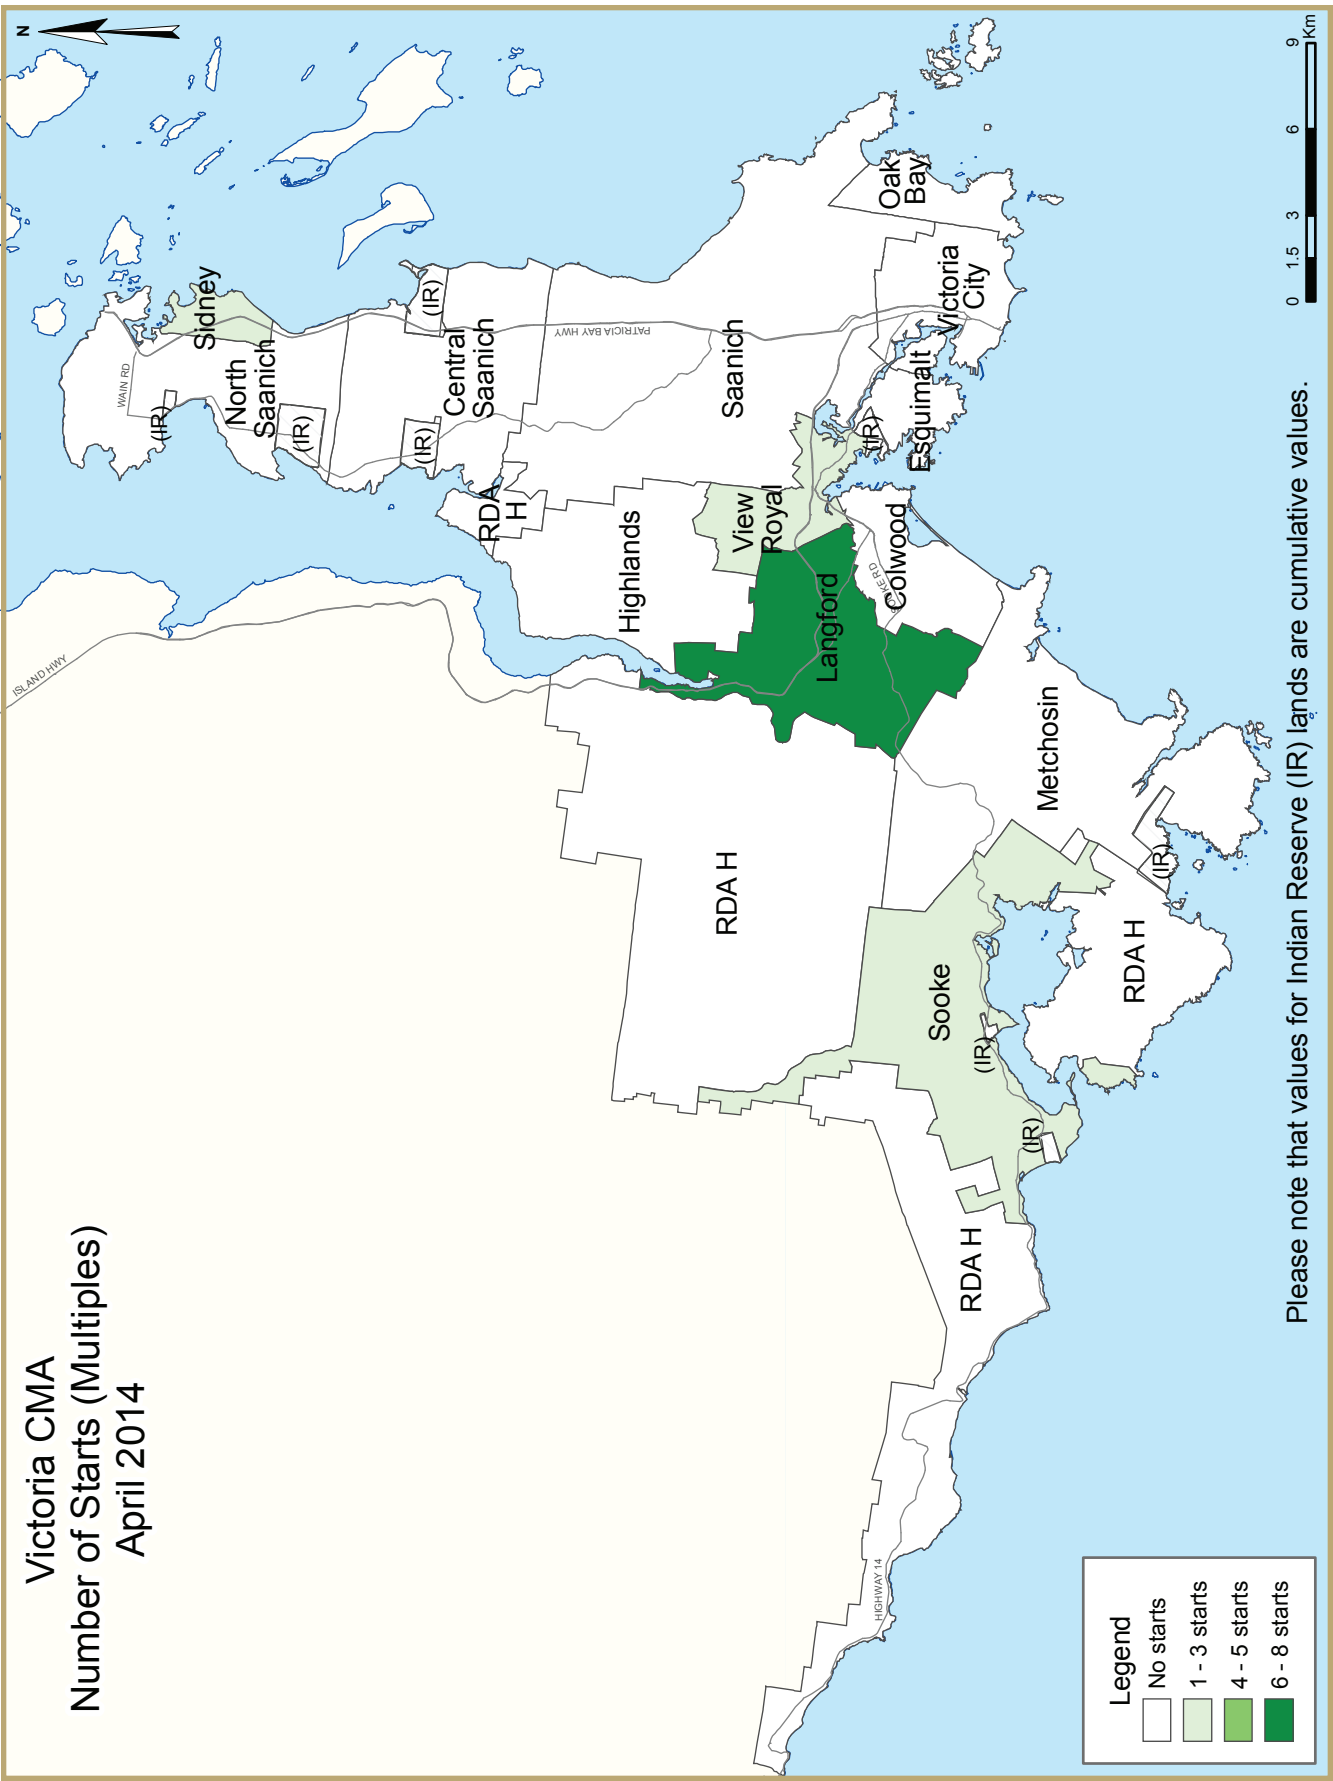 Victoria CMA
Number of Starts (Multiples)
April 2014
N
ISLAND HWY
WAIN RD
(IR)
Sidney
North
Saanich
(IR)
(IR)
Central
Saanich
(IR)
RDA
H
PATRICIA BAY HWY
Saanich
Highlands
View
Royal
Langford
Colwood
(IR)
Esquimalt
Victoria
City
Oak
Bay
RDA H
Metchosin
(IR)
Sooke
(IR)
(IR)
RDA H
RDA H
HIGHWAY 14
Legend
No starts
1 - 3 starts
4 - 5 starts
6 - 8 starts
Please note that values for Indian Reserve (IR) lands are cumulative values.
0 1.5 3 6 9
Km